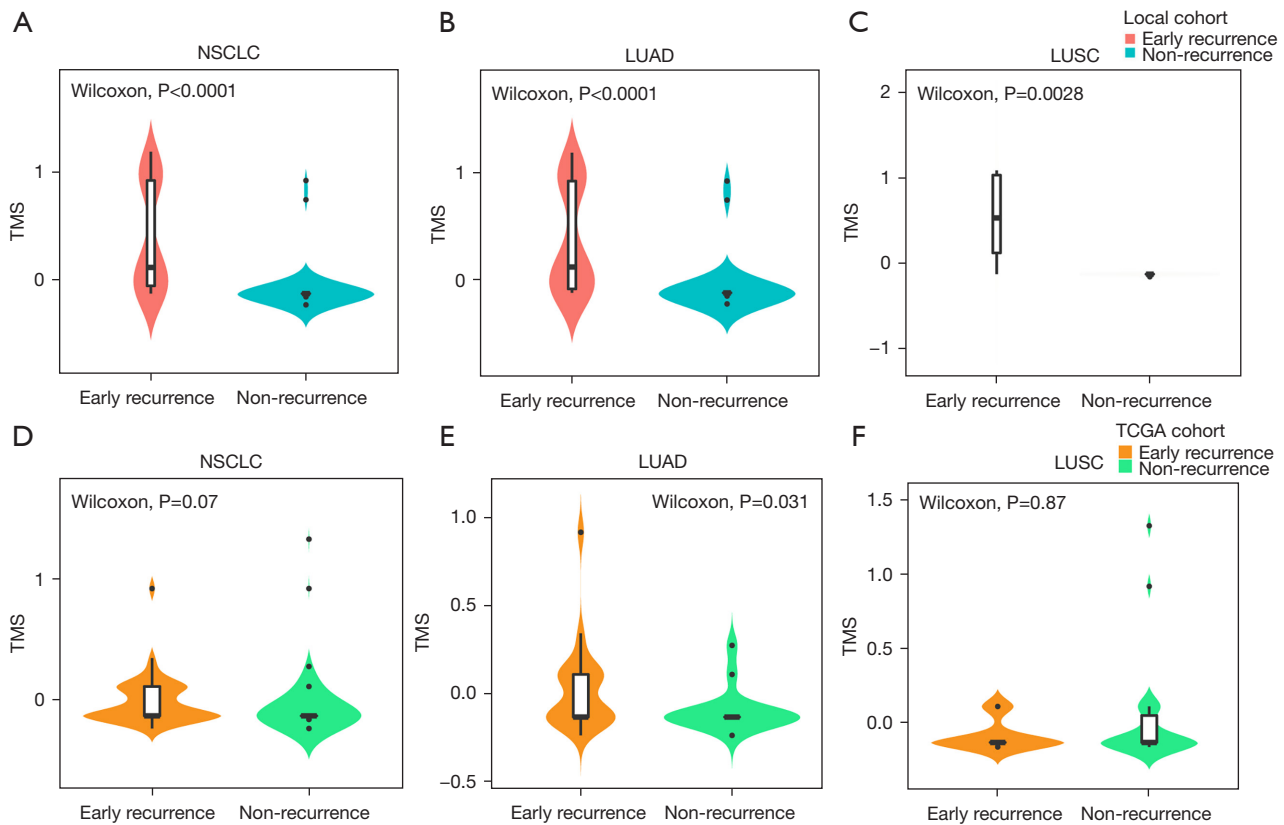 A
NSCLC
Wilcoxon, P<0.0001
1
0
TMS
Early recurrence
Non-recurrence
B
LUAD
Wilcoxon, P<0.0001
1
0
TMS
Early recurrence
Non-recurrence
C
Local cohort
Early recurrence
Non-recurrence
LUSC
Wilcoxon, P=0.0028
2
1
0
−1
TMS
Early recurrence
Non-recurrence
D
NSCLC
Wilcoxon, P=0.07
1
0
TMS
Early recurrence
Non-recurrence
E
LUAD
Wilcoxon, P=0.031
1.0
0.5
0.0
−0.5
TMS
Early recurrence
Non-recurrence
F
TCGA cohort
Early recurrence
Non-recurrence
LUSC
Wilcoxon, P=0.87
1.5
1.0
0.5
−0.0
TMS
Early recurrence
Non-recurrence